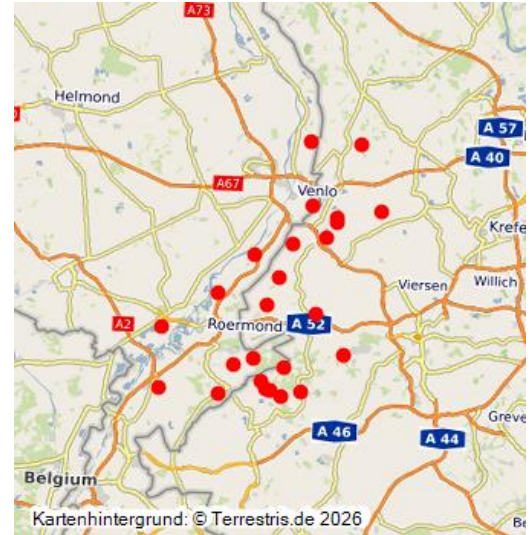 A73
Helmond
A 57
A 40
A67
Venlo
Krefe
Viersen
Willich
A2
Roermond
A 52
Greve
A 46
A 44
Belgium
Be
Kartenhintergrund: © Terrestris.de 2026